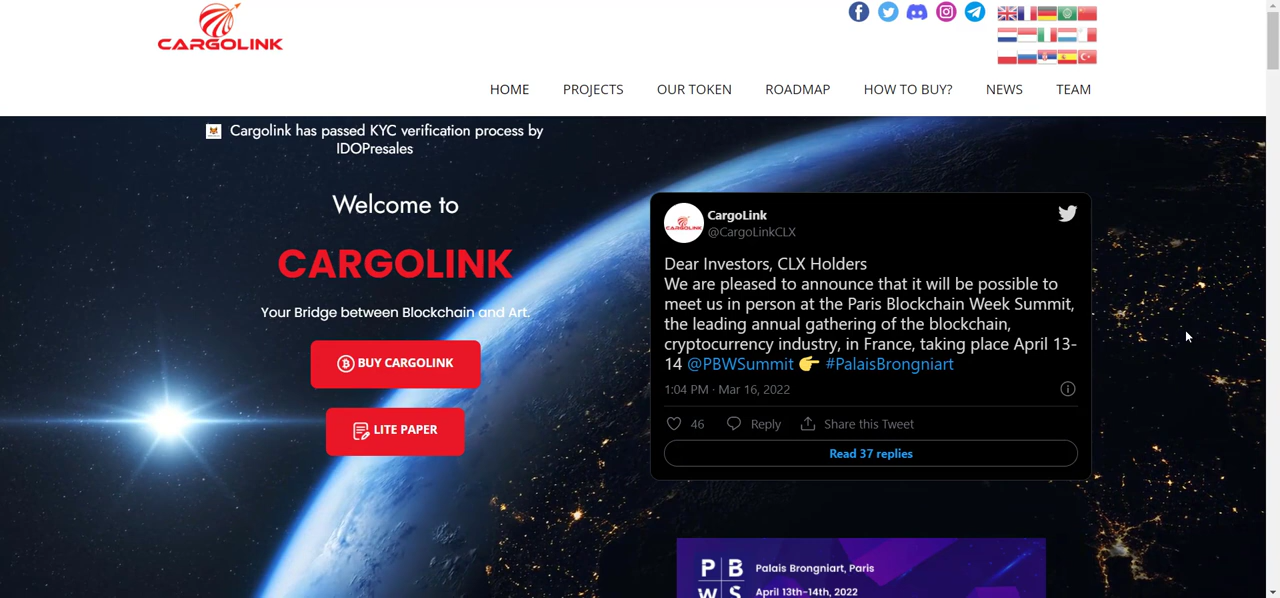 CARGOLINK
HOME
PROJECTS
OUR TOKEN
ROADMAP
HOW TO BUY?
NEWS
TEAM
Cargolink has passed KYC verification process by
IDOPresales
Welcome to
CARGOLINK
Your Bridge between Blockchain and Art.
BUY CARGOLINK
LITE PAPER
CARGOLINK
CargoLink
@CargoLinkCLX
Dear Investors, CLX Holders
We are pleased to announce that it will be possible to
meet us in person at the Paris Blockchain Week Summit,
the leading annual gathering of the blockchain,
cryptocurrency industry, in France, taking place April 13-
14 @PBWSummit 👉 #PalaisBrongniart
1:04 PM · Mar 16, 2022
46 Reply Share this Tweet
Read 37 replies
P B
W S
Palais Brongniart, Paris
April 13th-14th, 2022